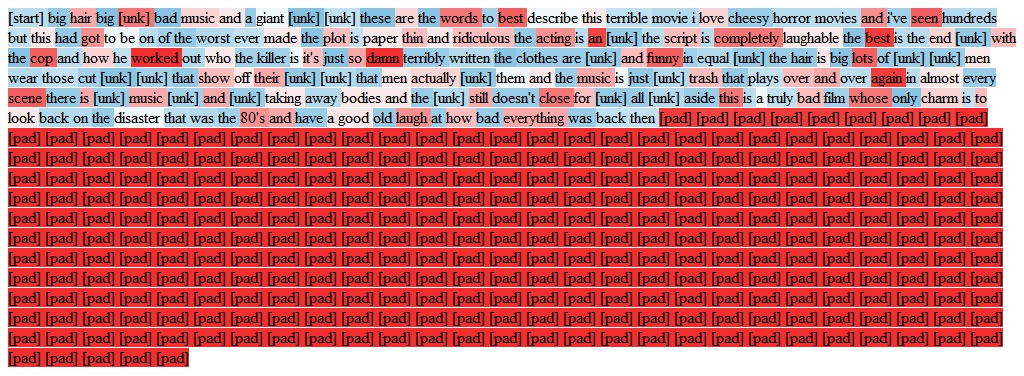 [start] big hair big [unk] bad music and a giant [unk] [unk] these are the words to best describe this terrible movie i love cheesy horror movies and i've seen hundreds
but this had got to be on of the worst ever made the plot is paper thin and ridiculous the acting is an [unk] the script is completely laughable the best is the end [unk] with
the cop and how he worked out who the killer is it's just so damn terribly written the clothes are [unk] and funny in equal [unk] the hair is big lots of [unk] [unk] men
wear those cut [unk] [unk] that show off their [unk] [unk] that men actually [unk] them and the music is just [unk] trash that plays over and over again in almost every
scene there is [unk] music [unk] and [unk] taking away bodies and the [unk] still doesn't close for [unk] all [unk] aside this is a truly bad film whose only charm is to
look back on the disaster that was the 80's and have a good old laugh at how bad everything was back then [pad] [pad] [pad] [pad] [pad] [pad] [pad] [pad] [pad]
[pad] [pad] [pad] [pad] [pad] [pad] [pad] [pad] [pad] [pad] [pad] [pad] [pad] [pad] [pad] [pad] [pad] [pad] [pad] [pad] [pad] [pad] [pad] [pad] [pad] [pad] [pad]
[pad] [pad] [pad] [pad] [pad] [pad] [pad] [pad] [pad] [pad] [pad] [pad] [pad] [pad] [pad] [pad] [pad] [pad] [pad] [pad] [pad] [pad] [pad] [pad] [pad] [pad] [pad]
[pad] [pad] [pad] [pad] [pad] [pad] [pad] [pad] [pad] [pad] [pad] [pad] [pad] [pad] [pad] [pad] [pad] [pad] [pad] [pad] [pad] [pad] [pad] [pad] [pad] [pad] [pad]
[pad] [pad] [pad] [pad] [pad] [pad] [pad] [pad] [pad] [pad] [pad] [pad] [pad] [pad] [pad] [pad] [pad] [pad] [pad] [pad] [pad] [pad] [pad] [pad] [pad] [pad] [pad]
[pad] [pad] [pad] [pad] [pad] [pad] [pad] [pad] [pad] [pad] [pad] [pad] [pad] [pad] [pad] [pad] [pad] [pad] [pad] [pad] [pad] [pad] [pad] [pad] [pad] [pad] [pad]
[pad] [pad] [pad] [pad] [pad] [pad] [pad] [pad] [pad] [pad] [pad] [pad] [pad] [pad] [pad] [pad] [pad] [pad] [pad] [pad] [pad] [pad] [pad] [pad] [pad] [pad] [pad]
[pad] [pad] [pad] [pad] [pad] [pad] [pad] [pad] [pad] [pad] [pad] [pad] [pad] [pad] [pad] [pad] [pad] [pad] [pad] [pad] [pad] [pad] [pad] [pad] [pad] [pad] [pad]
[pad] [pad] [pad] [pad] [pad] [pad] [pad] [pad] [pad] [pad] [pad] [pad] [pad] [pad] [pad] [pad] [pad] [pad] [pad] [pad] [pad] [pad] [pad] [pad] [pad] [pad] [pad]
[pad] [pad] [pad] [pad] [pad] [pad] [pad] [pad] [pad] [pad] [pad] [pad] [pad] [pad] [pad] [pad] [pad] [pad] [pad] [pad] [pad] [pad] [pad] [pad] [pad] [pad] [pad]
[pad] [pad] [pad] [pad] [pad] [pad] [pad] [pad] [pad] [pad] [pad] [pad] [pad] [pad] [pad] [pad] [pad] [pad] [pad] [pad] [pad] [pad] [pad] [pad] [pad] [pad] [pad]
[pad] [pad] [pad] [pad] [pad] [pad] [pad] [pad] [pad] [pad] [pad] [pad] [pad] [pad] [pad] [pad] [pad] [pad] [pad] [pad] [pad] [pad] [pad] [pad] [pad] [pad] [pad]
[pad] [pad] [pad] [pad] [pad]